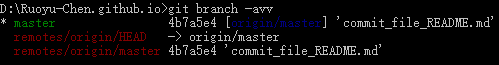 D:\Ruoyu-Chen.github.io>git branch -avv
* master 4b7a5e4 [origin/master] 'commit_file_README.md'
remotes/origin/HEAD -> origin/master
remotes/origin/master 4b7a5e4 'commit_file_README.md'